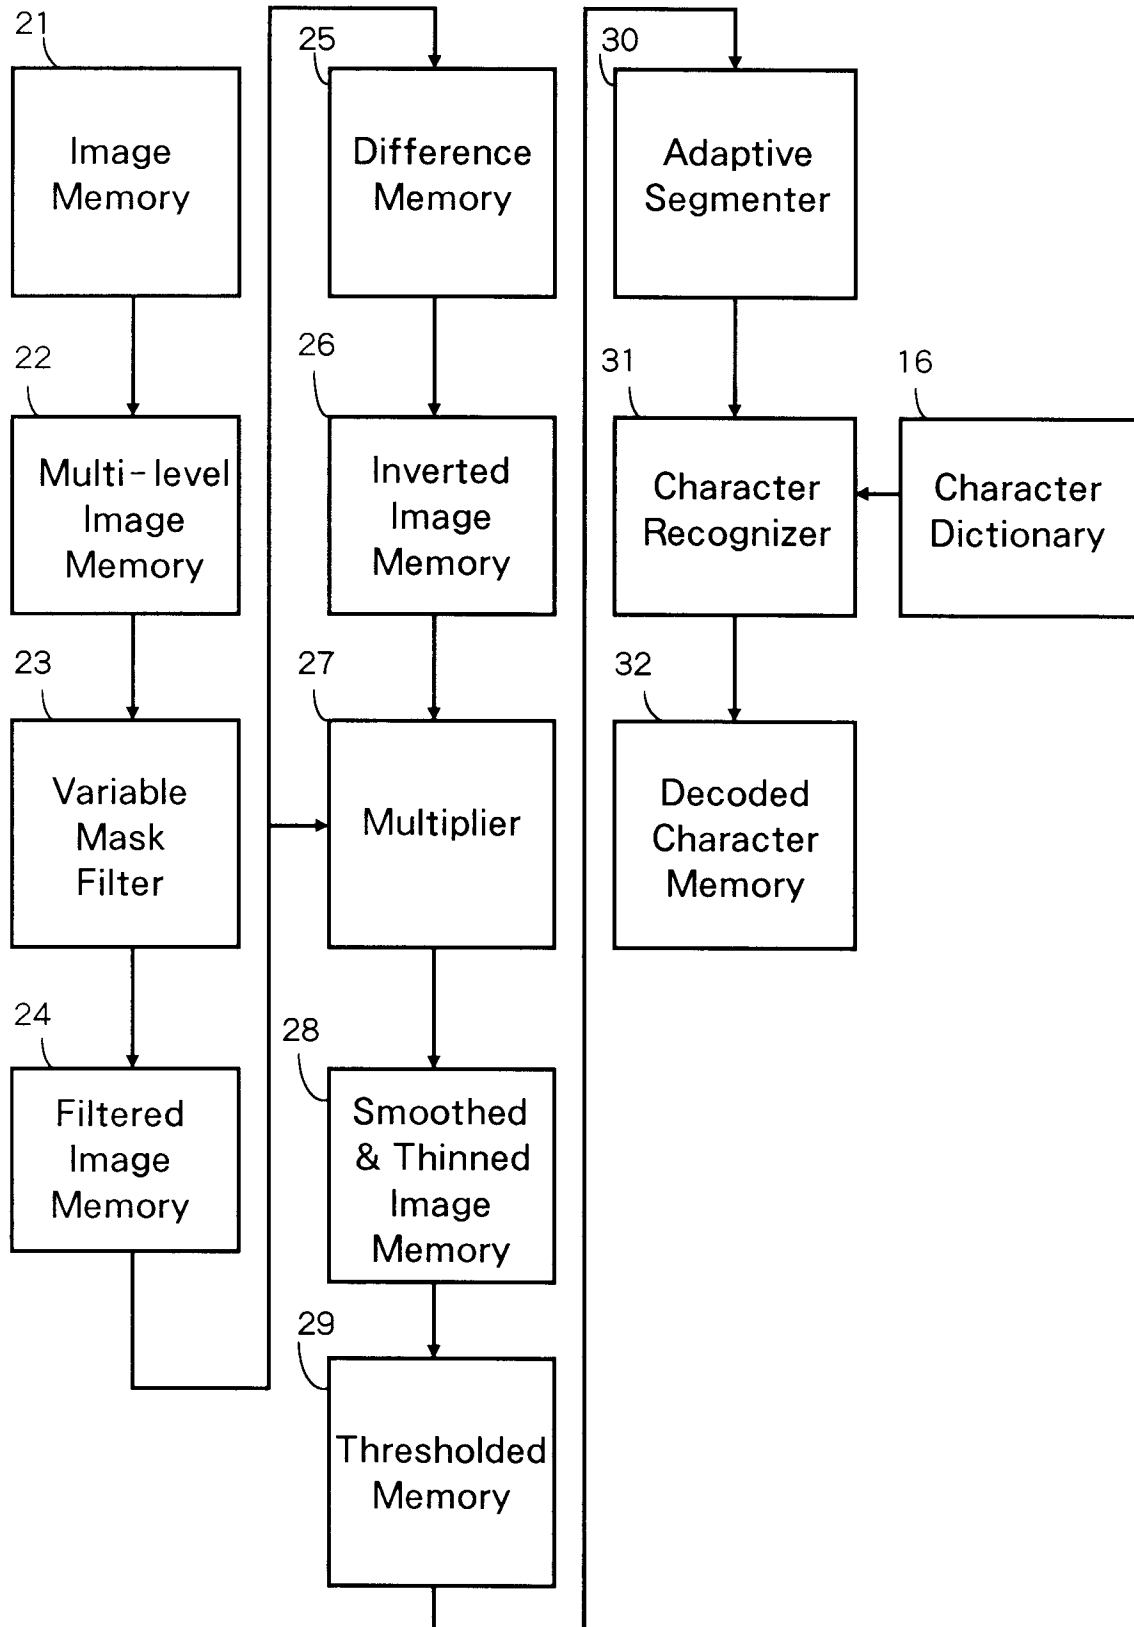 21
Image
Memory
22
Multi-level
Image
Memory
23
Variable
Mask
Filter
24
Filtered
Image
Memory
25
Difference
Memory
26
Inverted
Image
Memory
27
Multiplier
28
Smoothed
& Thinned
Image
Memory
29
Thresholded
Memory
30
Adaptive
Segmenter
31
Character
Recognizer
16
Character
Dictionary
32
Decoded
Character
Memory